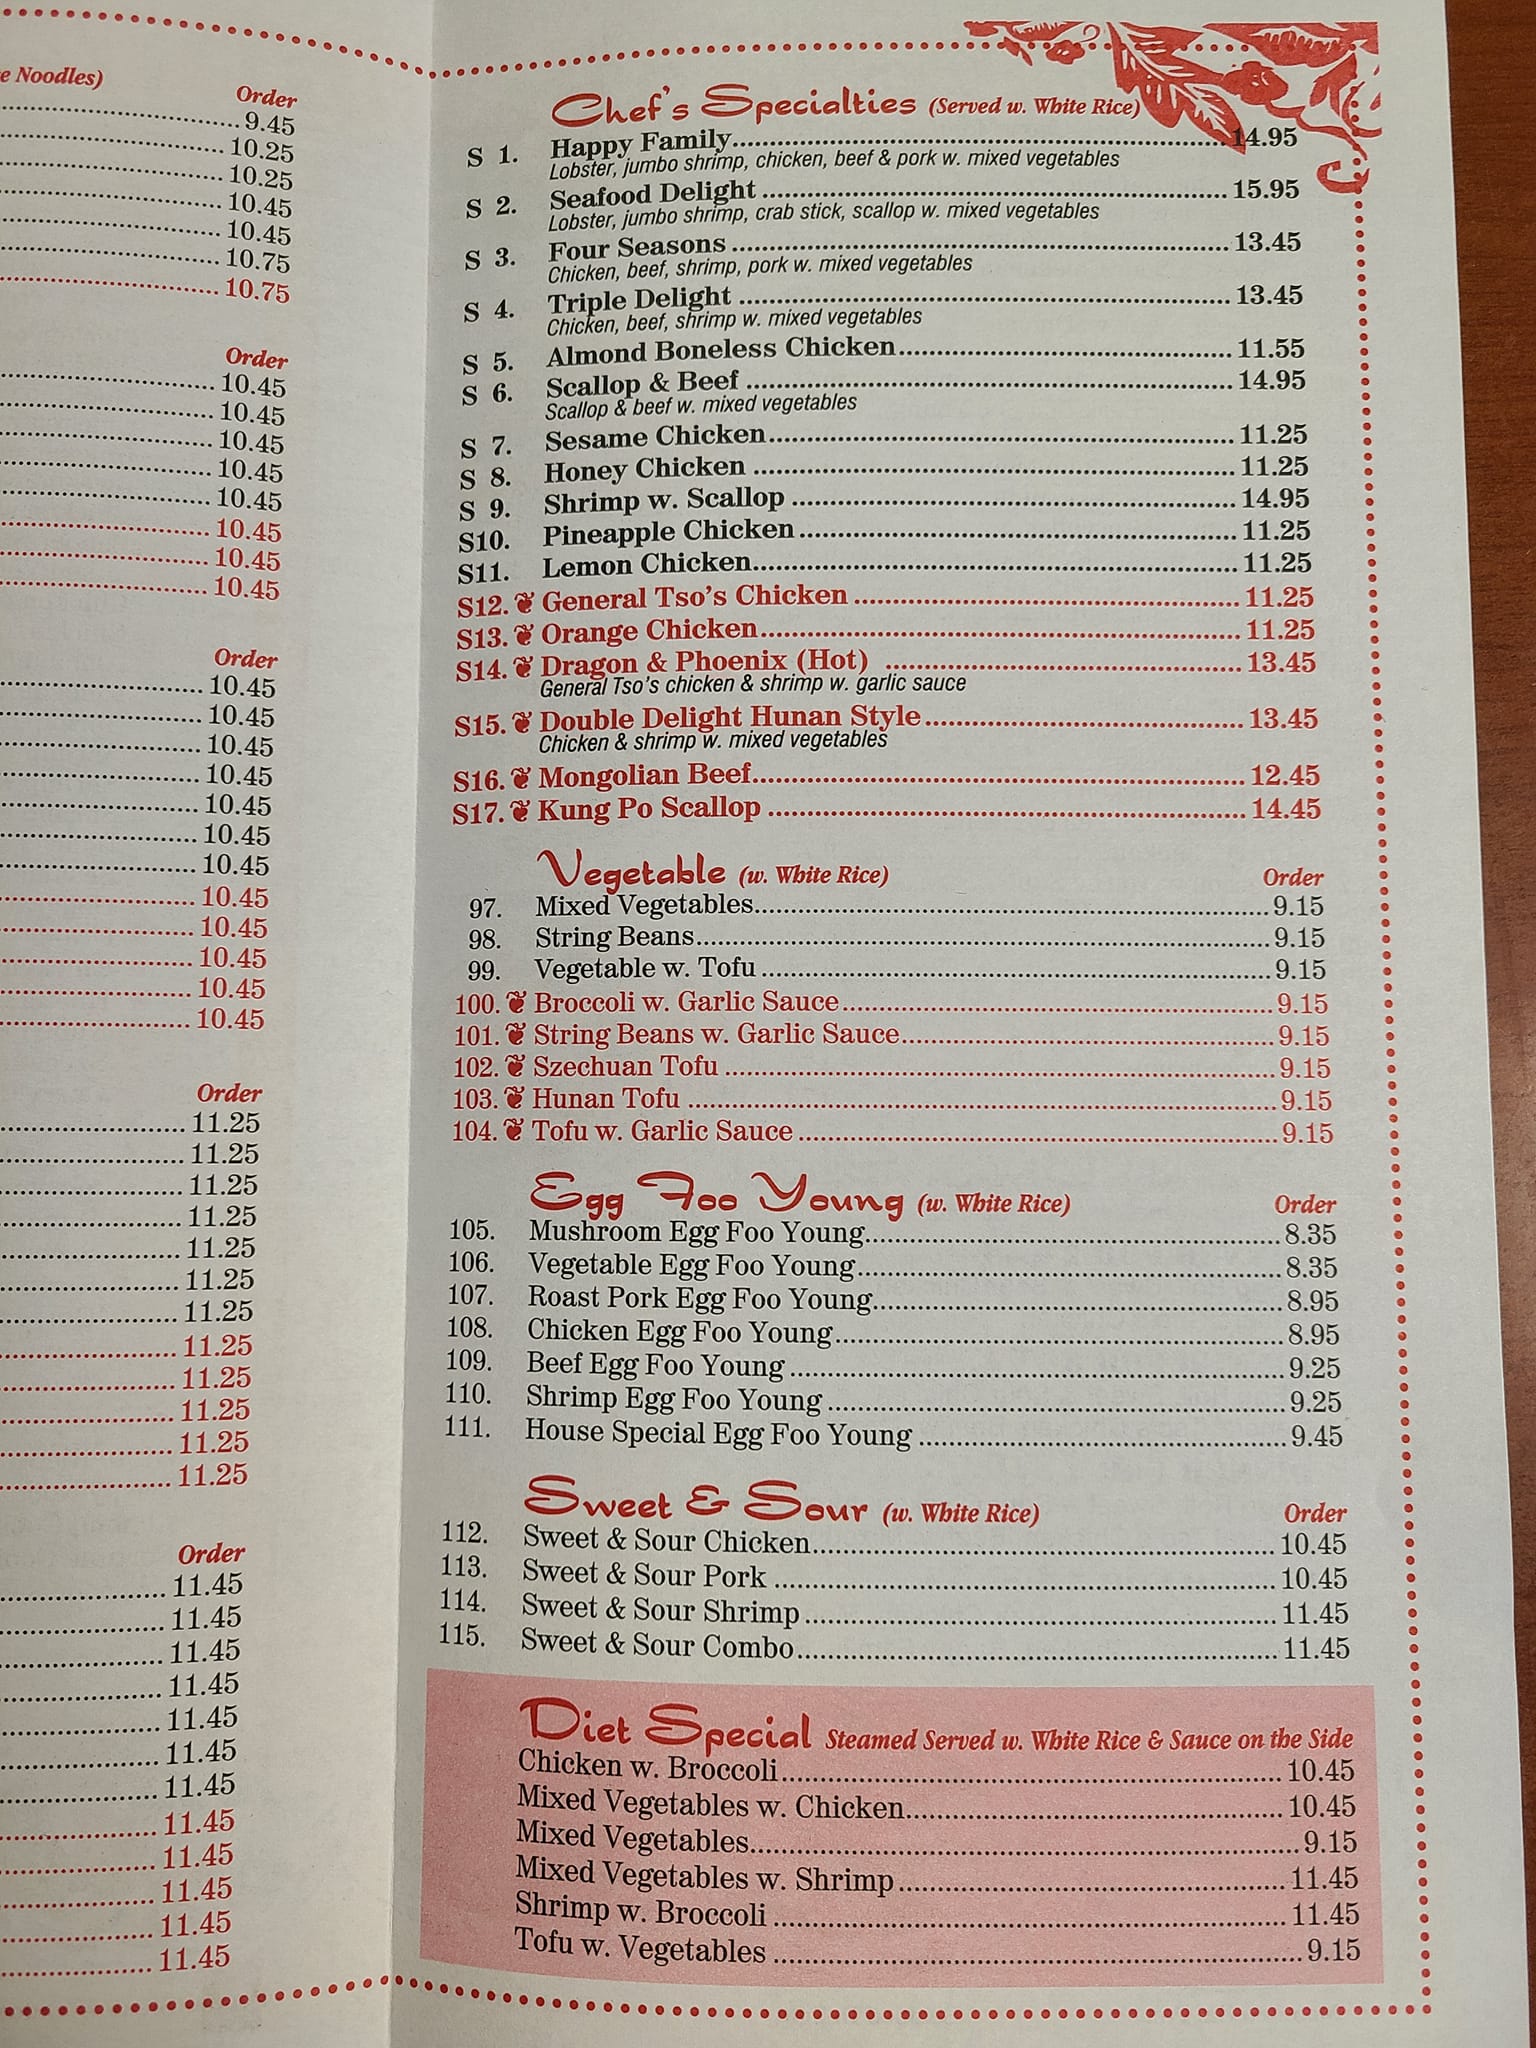 e Noodles)
Order
9.45
10.25
10.25
10.45
10.45
10.75
10.75
Order
10.45
10.45
10.45
10.45
10.45
10.45
10.45
10.45
Order
10.45
10.45
10.45
10.45
10.45
10.45
10.45
10.45
10.45
10.45
10.45
10.45
Order
11.25
11.25
11.25
11.25
11.25
11.25
11.25
11.25
11.25
11.25
11.25
11.25
Order
11.45
11.45
11.45
11.45
11.45
11.45
11.45
11.45
11.45
11.45
11.45
11.45
Chef's Specialties (Served w. White Rice)
S 1. Happy Family 14.95
Lobster, jumbo shrimp, chicken, beef & pork w. mixed vegetables
S 2. Seafood Delight 15.95
Lobster, jumbo shrimp, crab stick, scallop w. mixed vegetables
S 3. Four Seasons 13.45
Chicken, beef, shrimp, pork w. mixed vegetables
S 4. Triple Delight 13.45
Chicken, beef, shrimp w. mixed vegetables
S 5. Almond Boneless Chicken 11.55
S 6. Scallop & Beef 14.95
Scallop & beef w. mixed vegetables
S 7. Sesame Chicken 11.25
S 8. Honey Chicken 11.25
S 9. Shrimp w. Scallop 14.95
S10. Pineapple Chicken 11.25
S11. Lemon Chicken 11.25
S12. General Tso's Chicken 11.25
S13. Orange Chicken 11.25
S14. Dragon & Phoenix (Hot) 13.45
General Tso's chicken & shrimp w. garlic sauce
S15. Double Delight Hunan Style 13.45
Chicken & shrimp w. mixed vegetables
S16. Mongolian Beef 12.45
S17. Kung Po Scallop 14.45
Vegetable (w. White Rice) Order
97. Mixed Vegetables 9.15
98. String Beans 9.15
99. Vegetable w. Tofu 9.15
100. Broccoli w. Garlic Sauce 9.15
101. String Beans w. Garlic Sauce 9.15
102. Szechuan Tofu 9.15
103. Hunan Tofu 9.15
104. Tofu w. Garlic Sauce 9.15
Egg Foo Young (w. White Rice) Order
105. Mushroom Egg Foo Young 8.35
106. Vegetable Egg Foo Young 8.35
107. Roast Pork Egg Foo Young 8.95
108. Chicken Egg Foo Young 8.95
109. Beef Egg Foo Young 9.25
110. Shrimp Egg Foo Young 9.25
111. House Special Egg Foo Young 9.45
Sweet & Sour (w. White Rice) Order
112. Sweet & Sour Chicken 10.45
113. Sweet & Sour Pork 10.45
114. Sweet & Sour Shrimp 11.45
115. Sweet & Sour Combo 11.45
Diet Special Steamed Served w. White Rice & Sauce on the Side
Chicken w. Broccoli 10.45
Mixed Vegetables w. Chicken 10.45
Mixed Vegetables 9.15
Mixed Vegetables w. Shrimp 11.45
Shrimp w. Broccoli 11.45
Tofu w. Vegetables 9.15